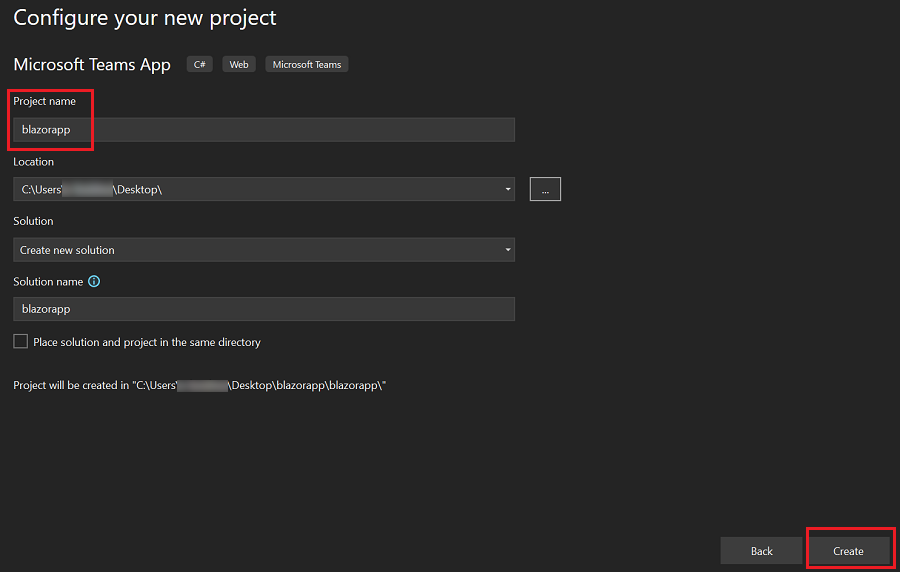 Configure your new project
Microsoft Teams App C# Web Microsoft Teams
Project name
blazorapp
Location
C:\Users\ \Desktop\
...
Solution
Create new solution
Solution name
blazorapp
Place solution and project in the same directory
Project will be created in "C:\Users\ \Desktop\blazorapp\blazorapp\"
Back Create